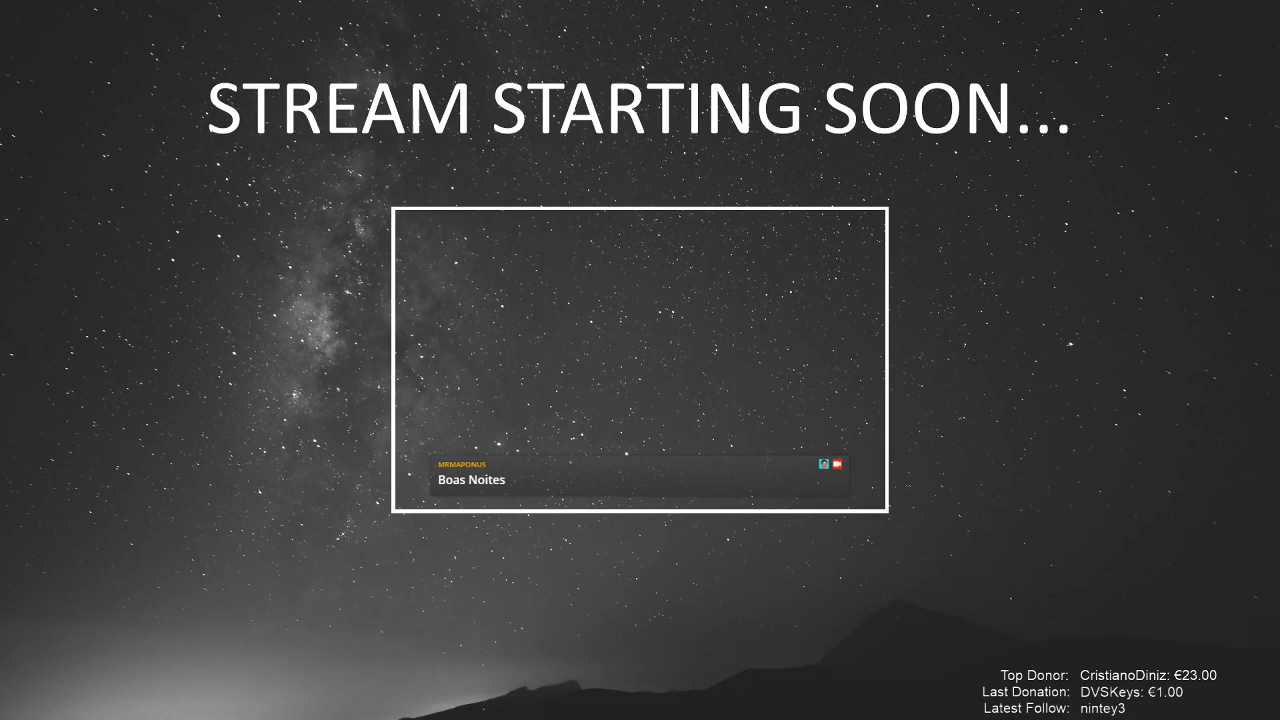 STREAM STARTING SOON...
MRMAPONUS
Boas Noites
Top Donor: CristianoDiniz: €23.00
Last Donation: DVSKeys: €1.00
Latest Follow: nintey3